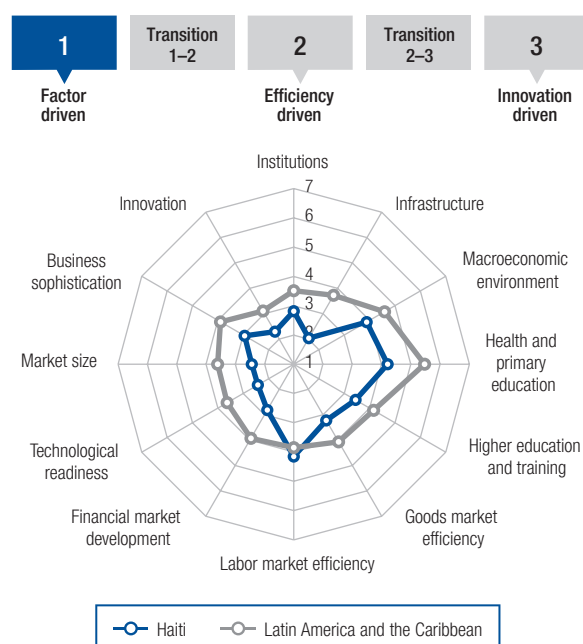 1
Transition
1–2
2
Transition
2–3
3
Factor
driven
Efficiency
driven
Innovation
driven
Institutions
7
6
5
4
3
2
1
Infrastructure
Macroeconomic
environment
Health and
primary
education
Higher education
and training
Goods market
efficiency
Labor market efficiency
Financial market
development
Technological
readiness
Market size
Business
sophistication
Innovation
Haiti
Latin America and the Caribbean